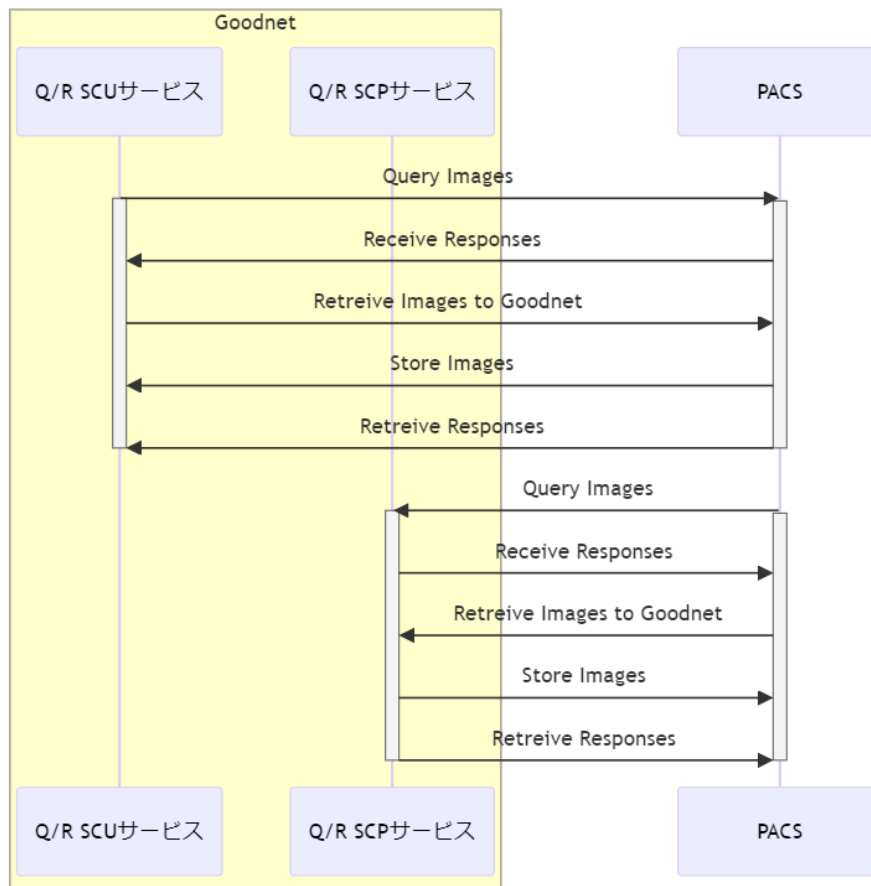 Goodnet
Q/R SCUサービス
Q/R SCPサービス
PACS
Query Images
Receive Responses
Retreive Images to Goodnet
Store Images
Retreive Responses
Query Images
Receive Responses
Retreive Images to Goodnet
Store Images
Retreive Responses
Q/R SCUサービス
Q/R SCPサービス
PACS